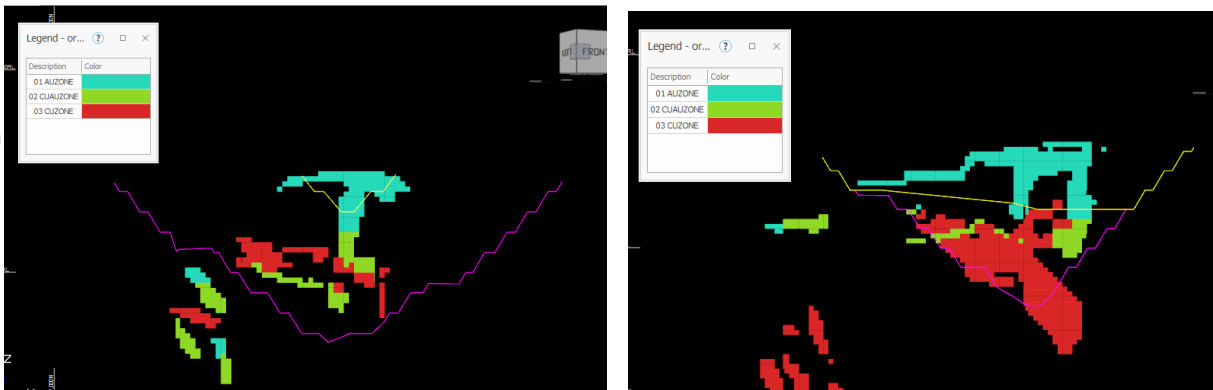 Legend - or... ?
Description Color
01 AUZONE
02 CUAUZONE
03 CUZONE
FRONT
Z
Legend - or... ?
Description Color
01 AUZONE
02 CUAUZONE
03 CUZONE